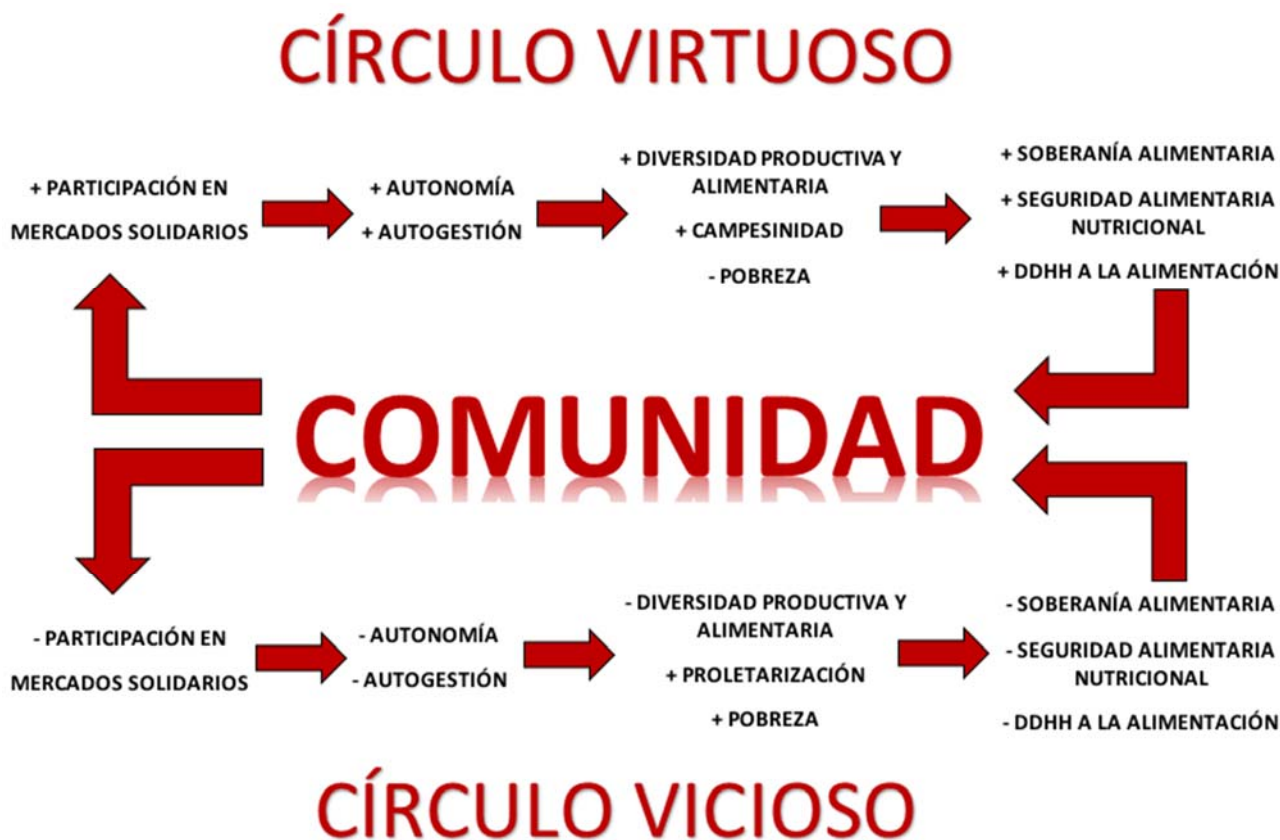 CÍRCULO VIRTUOSO
+ PARTICIPACIÓN EN
MERCADOS SOLIDARIOS
+ AUTONOMÍA
+ AUTOGESTIÓN
+ DIVERSIDAD PRODUCTIVA Y
ALIMENTARIA
+ CAMPESINIDAD
- POBREZA
+ SOBERANÍA ALIMENTARIA
+ SEGURIDAD ALIMENTARIA
NUTRICIONAL
+ DDHH A LA ALIMENTACIÓN
COMUNIDAD
- PARTICIPACIÓN EN
MERCADOS SOLIDARIOS
- AUTONOMÍA
- AUTOGESTIÓN
- DIVERSIDAD PRODUCTIVA Y
ALIMENTARIA
+ PROLETARIZACIÓN
+ POBREZA
- SOBERANÍA ALIMENTARIA
- SEGURIDAD ALIMENTARIA
NUTRICIONAL
- DDHH A LA ALIMENTACIÓN
CÍRCULO VICIOSO